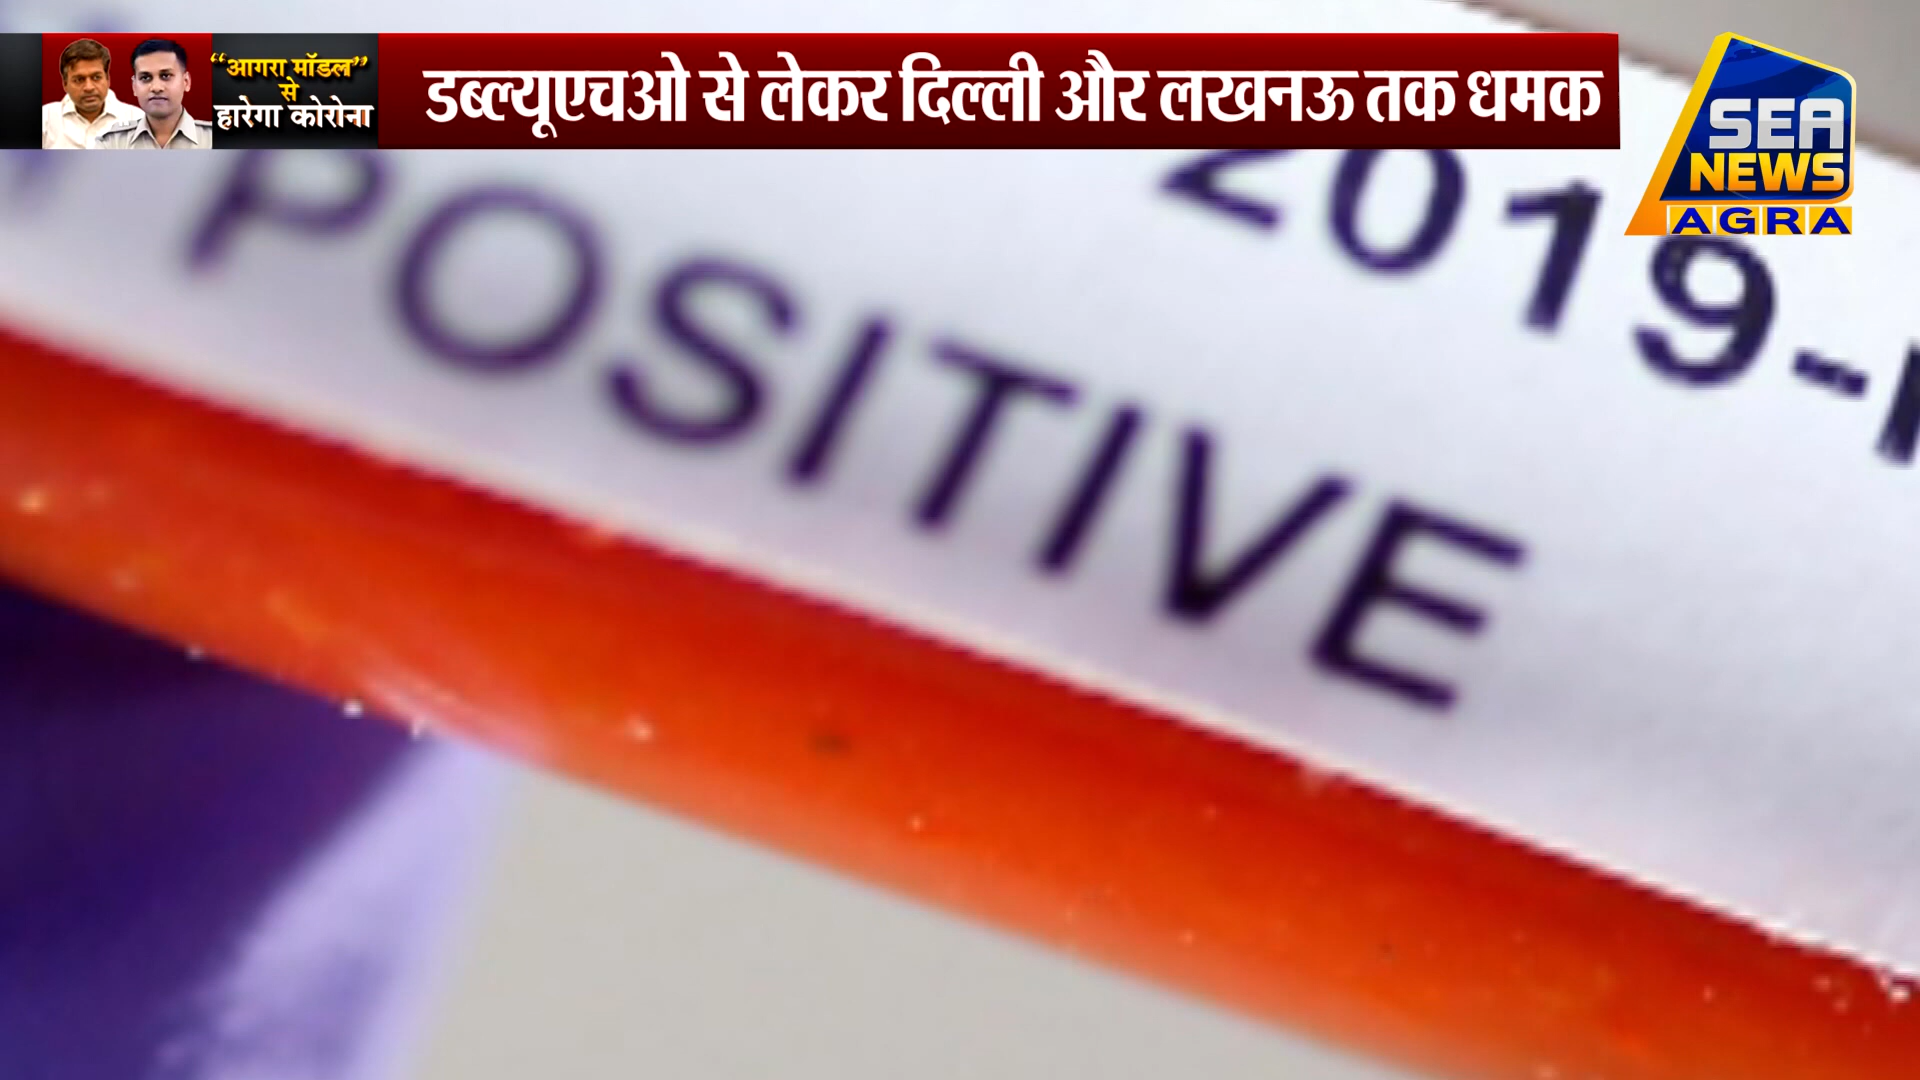 “आगरा मॉडल”
से
हारेगा कोरोना
डब्ल्यूएचओ से लेकर दिल्ली और लखनऊ तक धमक
SEA
NEWS
AGRA
2019-
POSITIVE